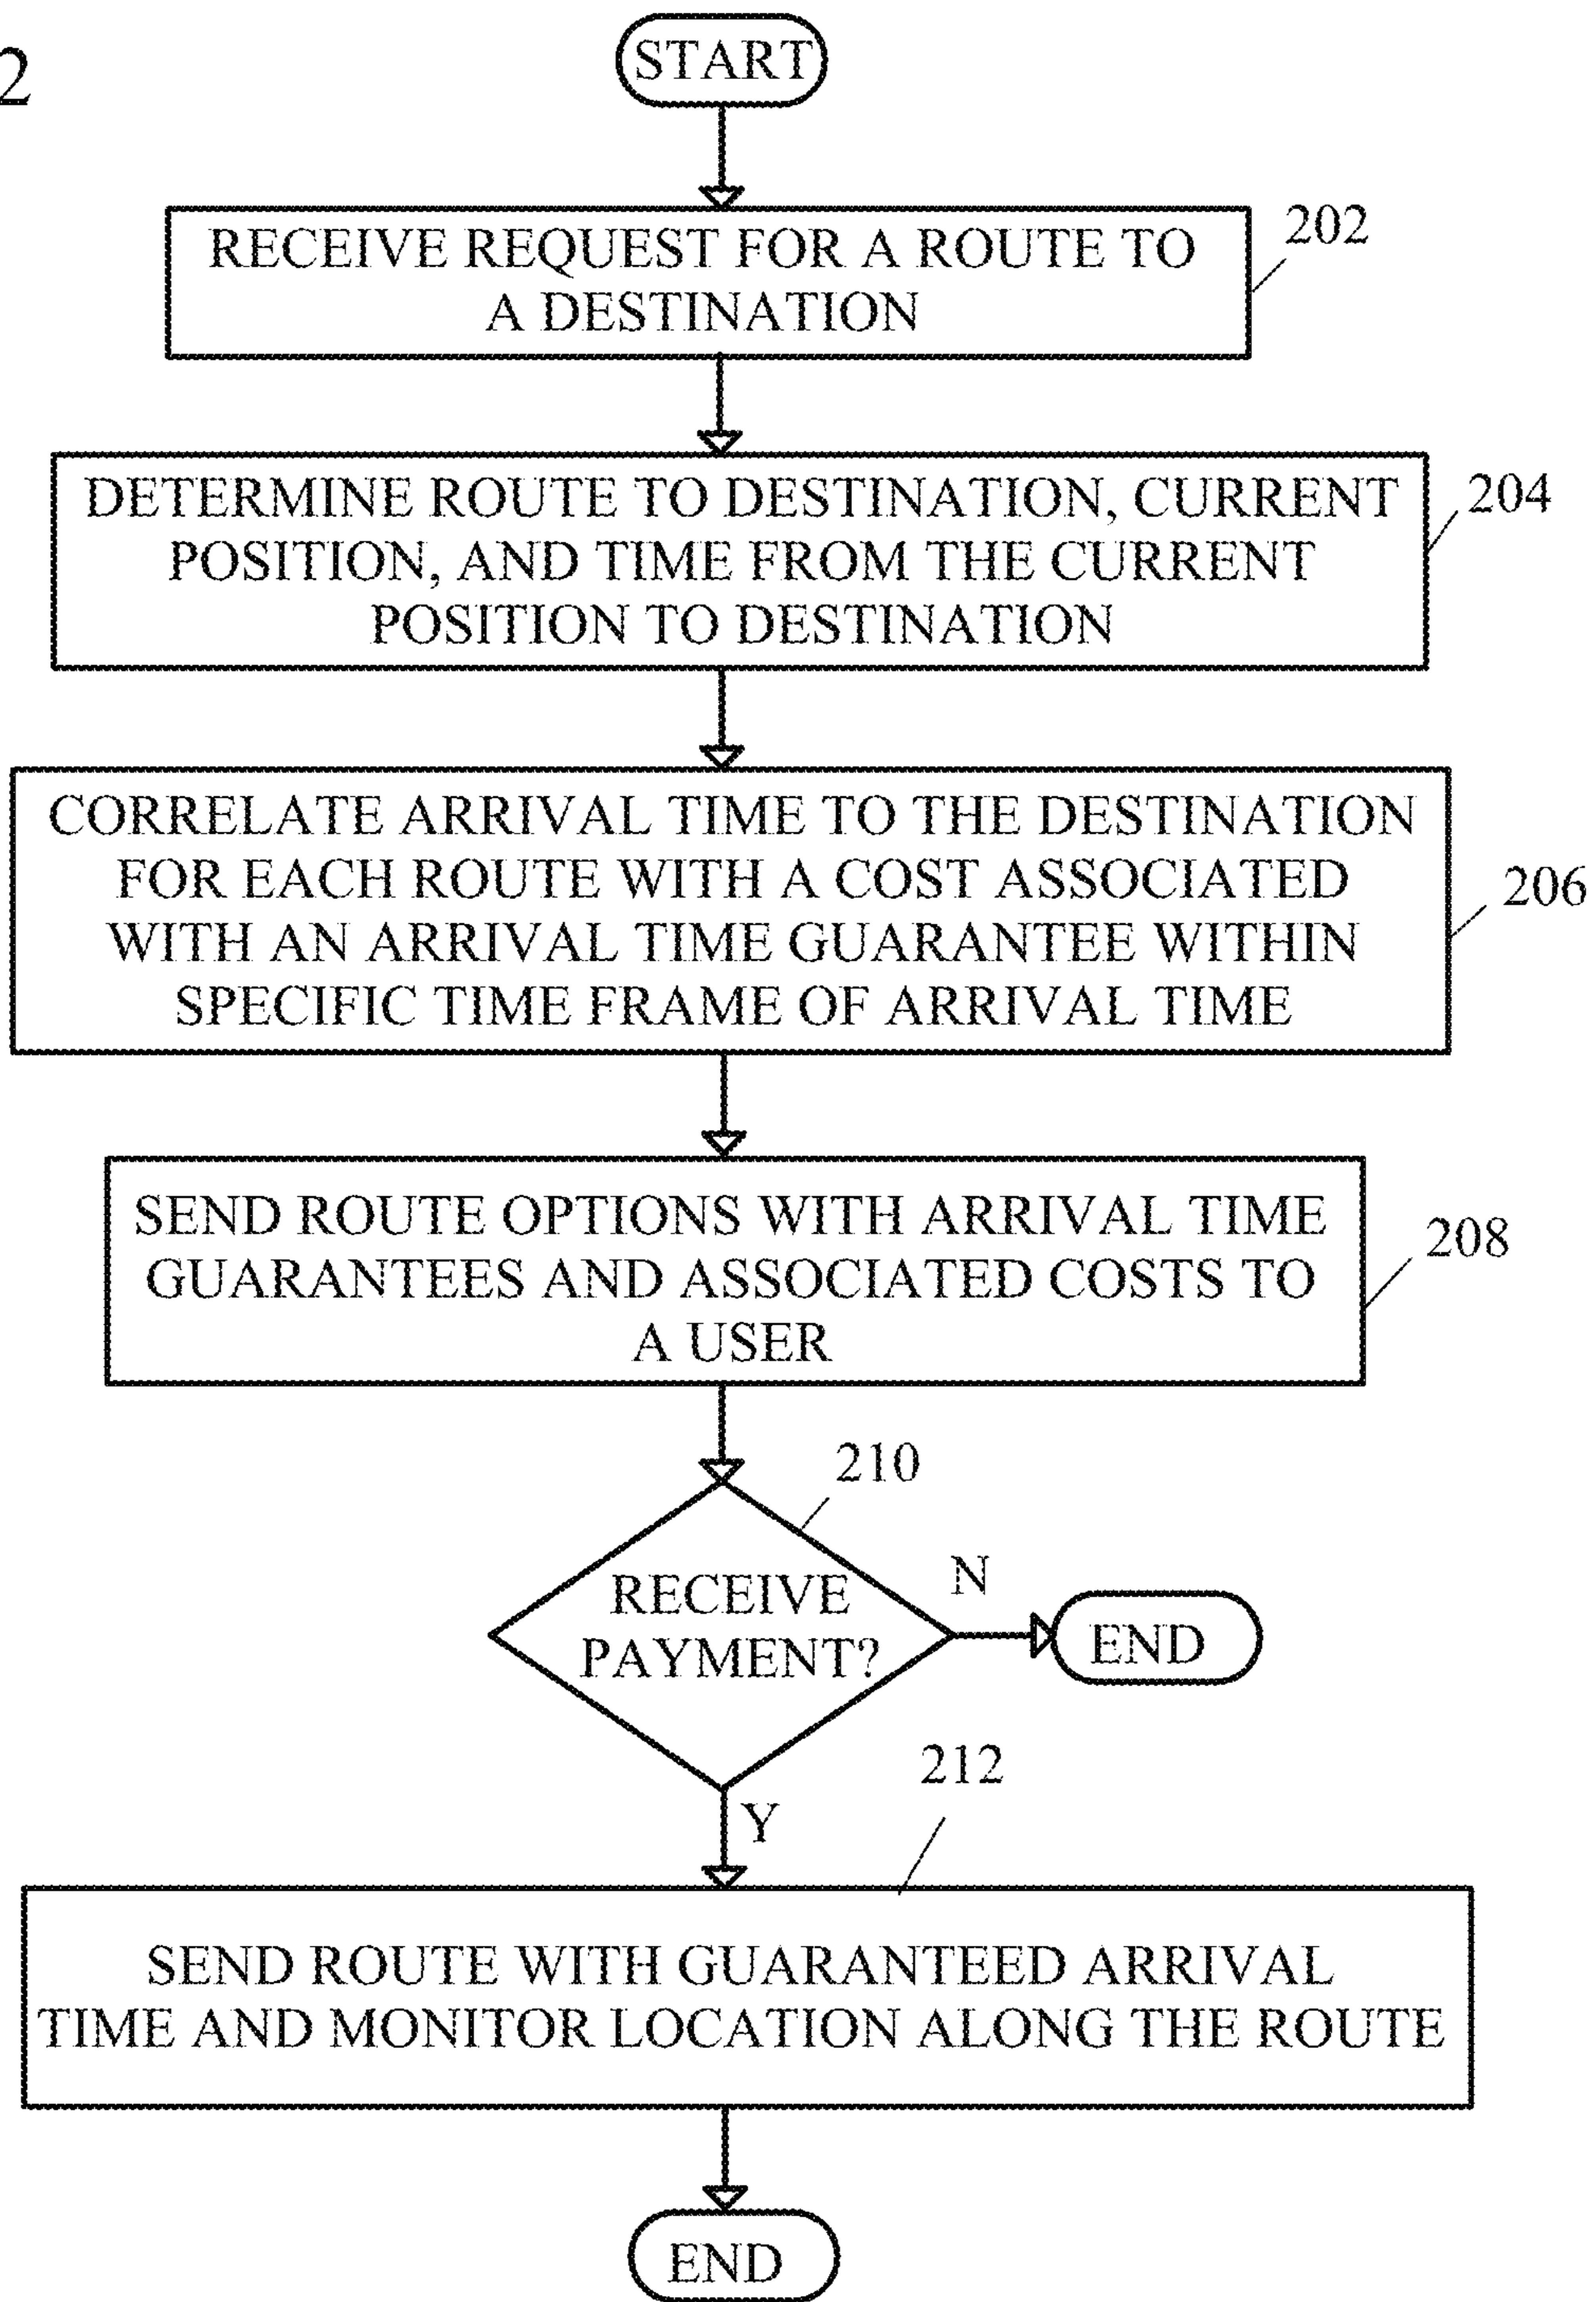 2
START
RECEIVE REQUEST FOR A ROUTE TO
A DESTINATION
202
DETERMINE ROUTE TO DESTINATION, CURRENT
POSITION, AND TIME FROM THE CURRENT
POSITION TO DESTINATION
204
CORRELATE ARRIVAL TIME TO THE DESTINATION
FOR EACH ROUTE WITH A COST ASSOCIATED
WITH AN ARRIVAL TIME GUARANTEE WITHIN
SPECIFIC TIME FRAME OF ARRIVAL TIME
206
SEND ROUTE OPTIONS WITH ARRIVAL TIME
GUARANTEES AND ASSOCIATED COSTS TO
A USER
208
210
RECEIVE
PAYMENT?
N
END
Y
212
SEND ROUTE WITH GUARANTEED ARRIVAL
TIME AND MONITOR LOCATION ALONG THE ROUTE
END